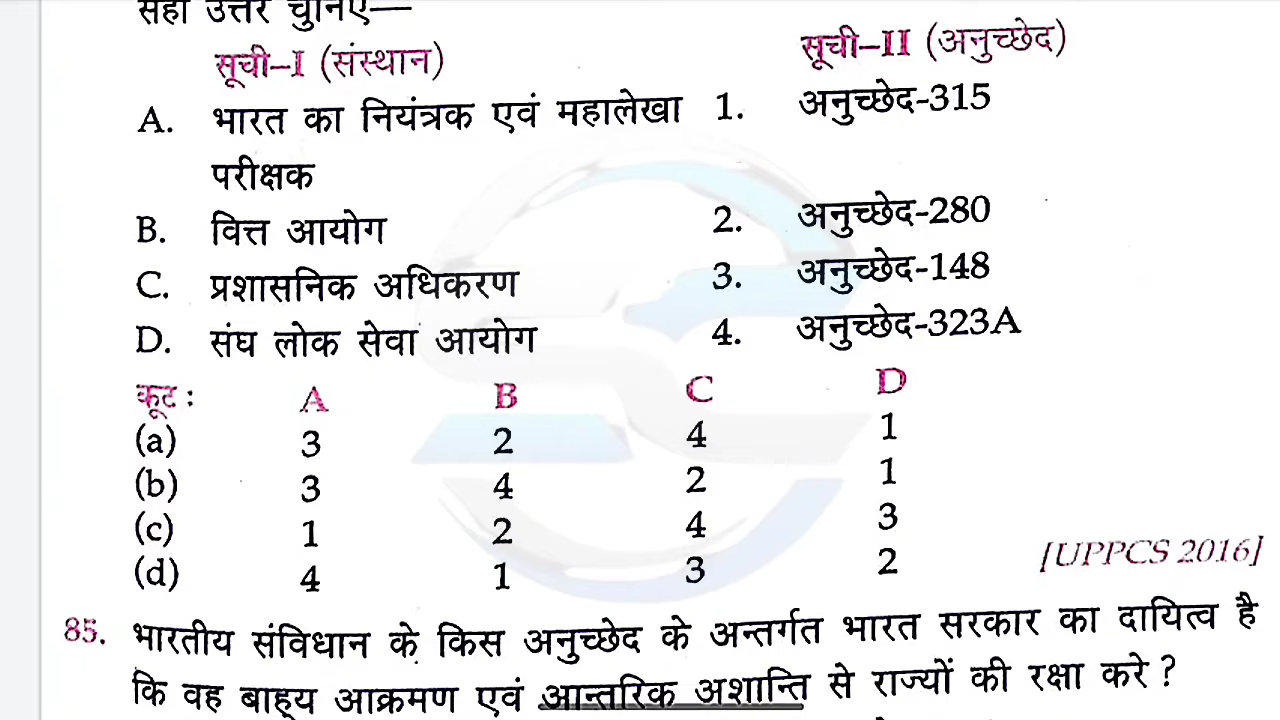 सही उत्तर चुनिए—
सूची–I (संस्थान) सूची–II (अनुच्छेद)
A. भारत का नियंत्रक एवं महालेखा 1. अनुच्छेद-315
परीक्षक
B. वित्त आयोग 2. अनुच्छेद-280
C. प्रशासनिक अधिकरण 3. अनुच्छेद-148
D. संघ लोक सेवा आयोग 4. अनुच्छेद-323A
कूट : A B C D
(a) 3 2 4 1
(b) 3 4 2 1
(c) 1 2 4 3
(d) 4 1 3 2
[UPPCS 2016]
85. भारतीय संविधान के किस अनुच्छेद के अन्तर्गत भारत सरकार का दायित्व है
कि वह बाह्य आक्रमण एवं आन्तरिक अशान्ति से राज्यों की रक्षा करे ?